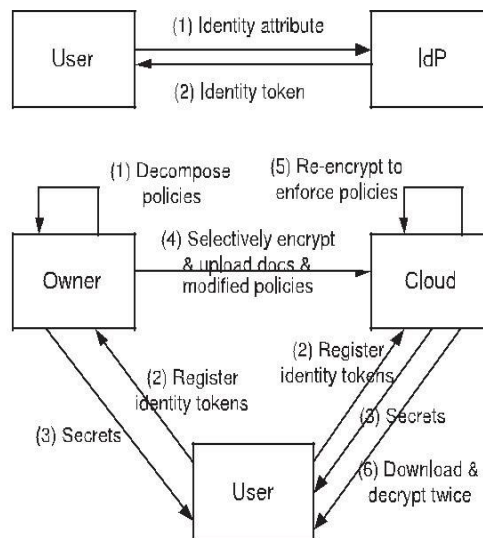 (1) Identity attribute
User
IdP
(2) Identity token
(1) Decompose
policies
(5) Re-encrypt to
enforce policies
(4) Selectively encrypt
& upload docs &
modified policies
Owner
Cloud
(2) Register
identity tokens
(2) Register
identity tokens
(3) Secrets
(3) Secrets
(6) Download &
decrypt twice
User